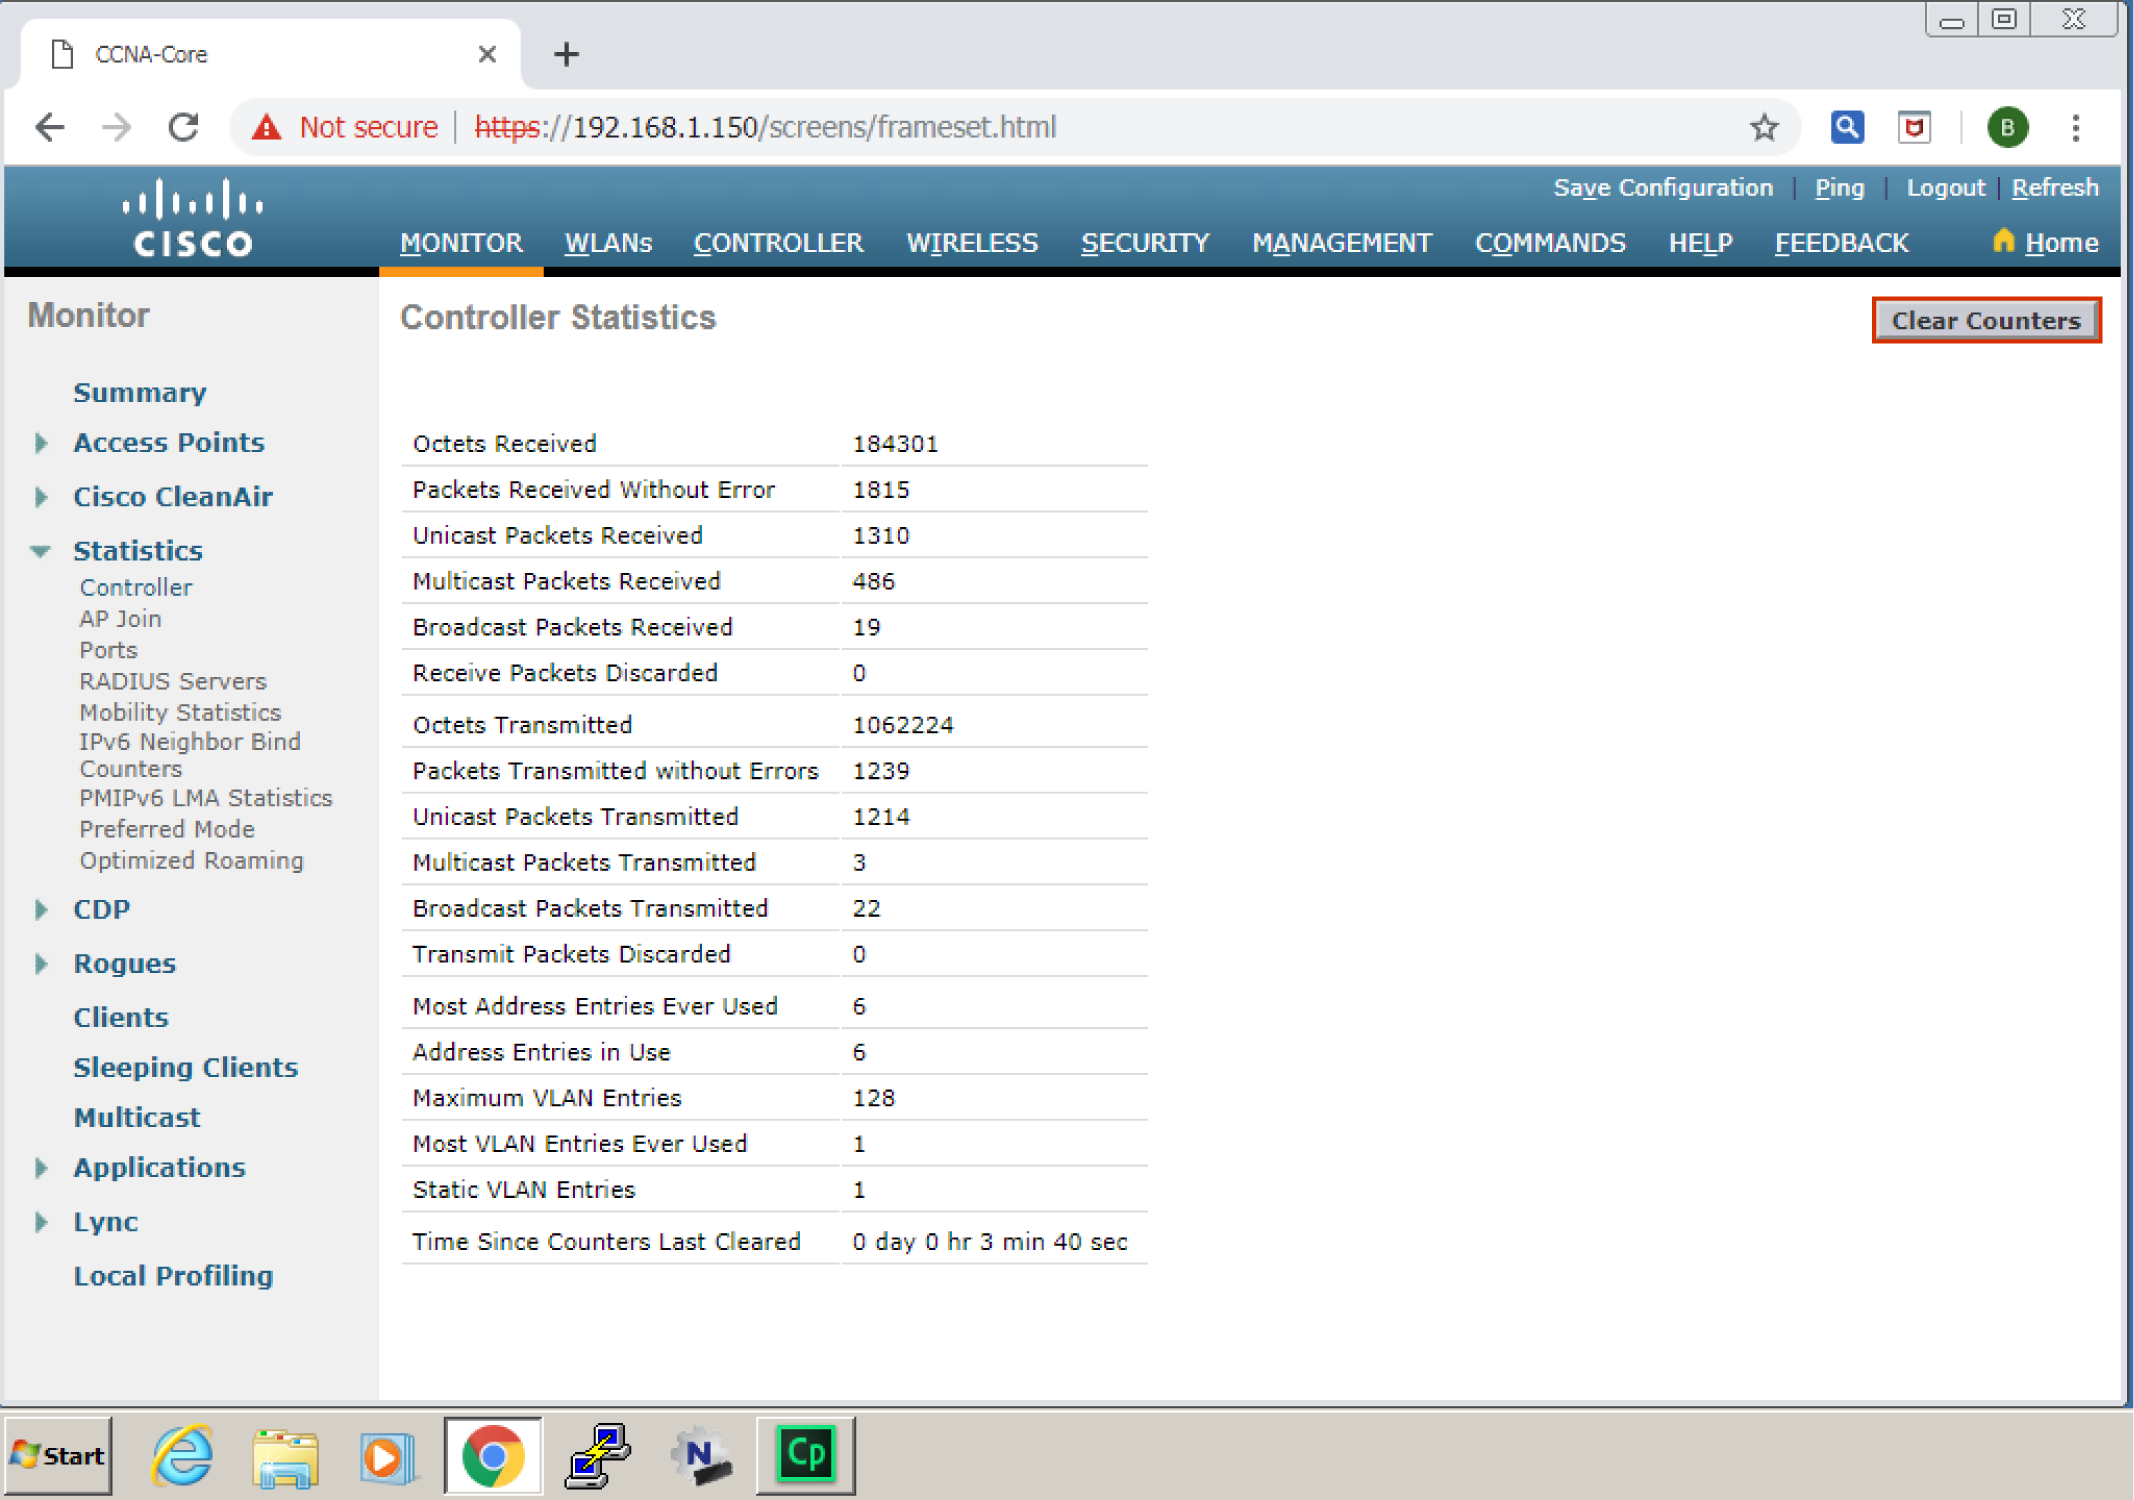 CCNA-Core
Not secure | https://192.168.1.150/screens/frameset.html
B
Save Configuration | Ping | Logout | Refresh
CISCO
MONITOR WLANs CONTROLLER WIRELESS SECURITY MANAGEMENT COMMANDS HELP FEEDBACK Home
Monitor
Summary
Access Points
Cisco CleanAir
Statistics
Controller
AP Join
Ports
RADIUS Servers
Mobility Statistics
IPv6 Neighbor Bind
Counters
PMIPv6 LMA Statistics
Preferred Mode
Optimized Roaming
CDP
Rogues
Clients
Sleeping Clients
Multicast
Applications
Lync
Local Profiling
Controller Statistics
Clear Counters
Octets Received 184301
Packets Received Without Error 1815
Unicast Packets Received 1310
Multicast Packets Received 486
Broadcast Packets Received 19
Receive Packets Discarded 0
Octets Transmitted 1062224
Packets Transmitted without Errors 1239
Unicast Packets Transmitted 1214
Multicast Packets Transmitted 3
Broadcast Packets Transmitted 22
Transmit Packets Discarded 0
Most Address Entries Ever Used 6
Address Entries in Use 6
Maximum VLAN Entries 128
Most VLAN Entries Ever Used 1
Static VLAN Entries 1
Time Since Counters Last Cleared 0 day 0 hr 3 min 40 sec
Start
N
Cp